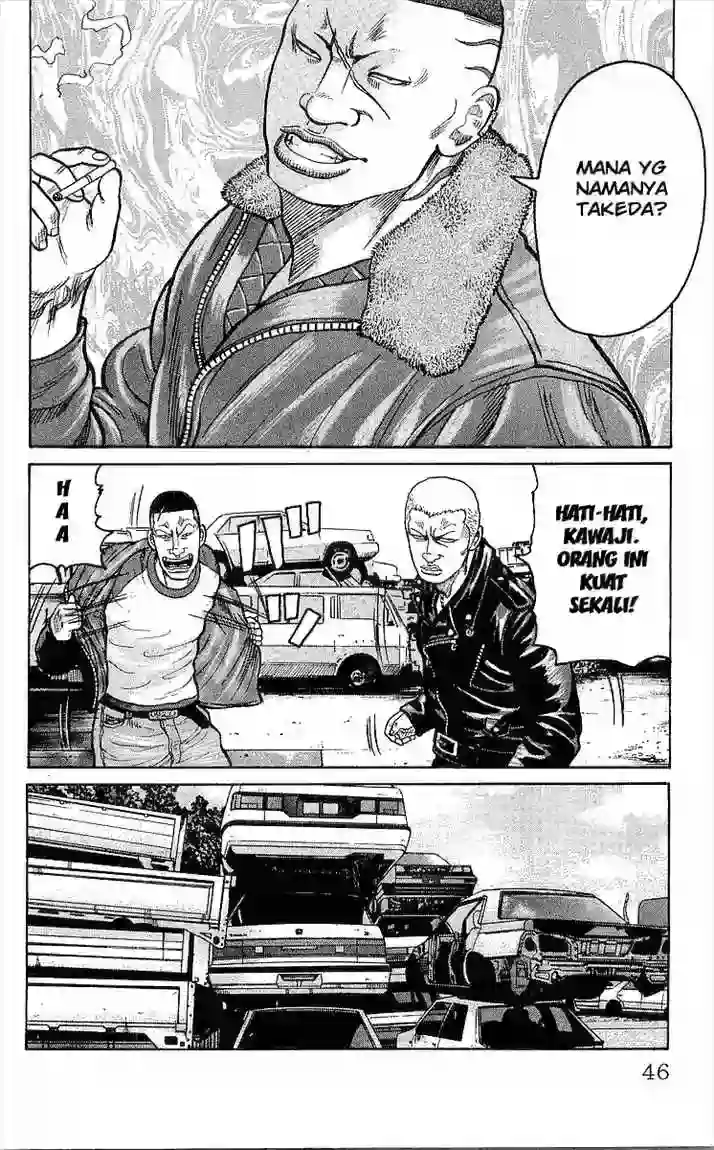 MANA YG
NAMANYA
TAKEDA?
HATI-HATI,
KAWAJI.
ORANG INI
KUAT
SEKALI!
H
A
A
46